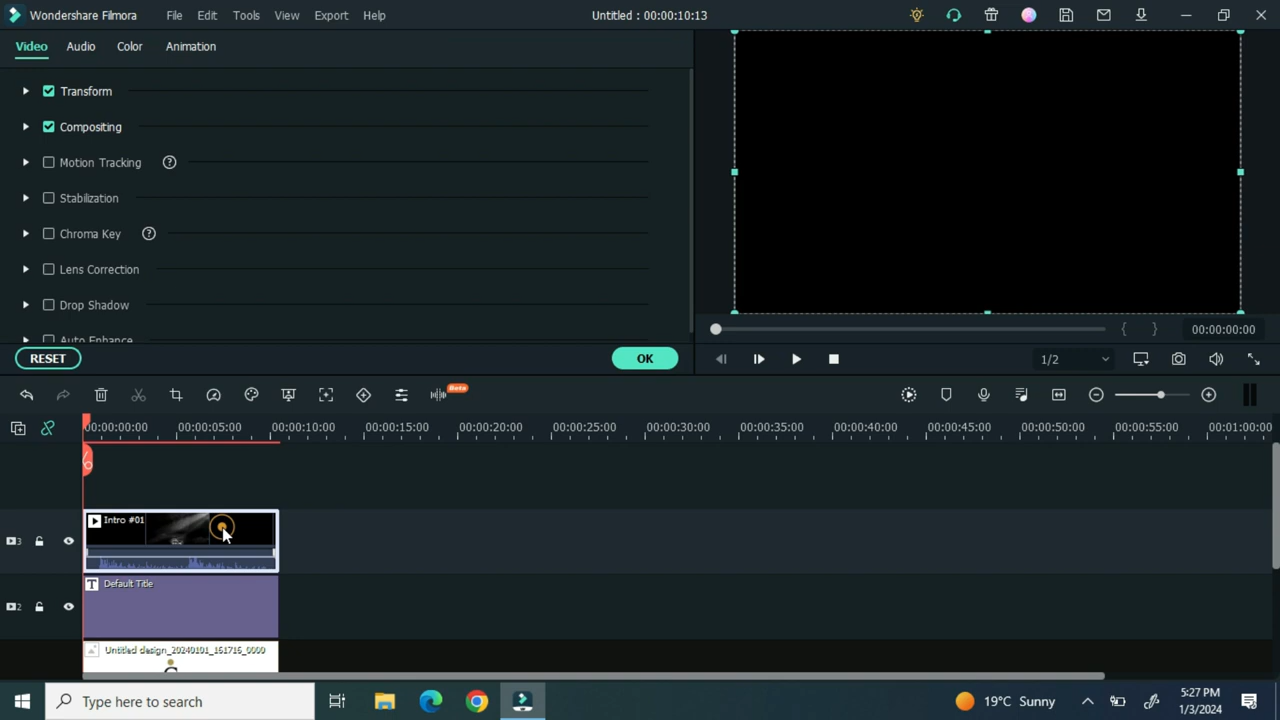 Wondershare Filmora File Edit Tools View Export Help Untitled : 00:00:10:13
Video Audio Color Animation
Transform
Compositing
Motion Tracking ?
Stabilization
Chroma Key ?
Lens Correction
Drop Shadow
Auto Enhance
RESET OK
{ } 00:00:00:00
1/2
Beta
00:00:00:00 00:00:05:00 00:00:10:00 00:00:15:00 00:00:20:00 00:00:25:00 00:00:30:00 00:00:35:00 00:00:40:00 00:00:45:00 00:00:50:00 00:00:55:00 00:01:00:00
Intro #01
3
T Default Title
2
Untitled design_20240101_161716_0000
Type here to search
19°C Sunny
5:27 PM
1/3/2024